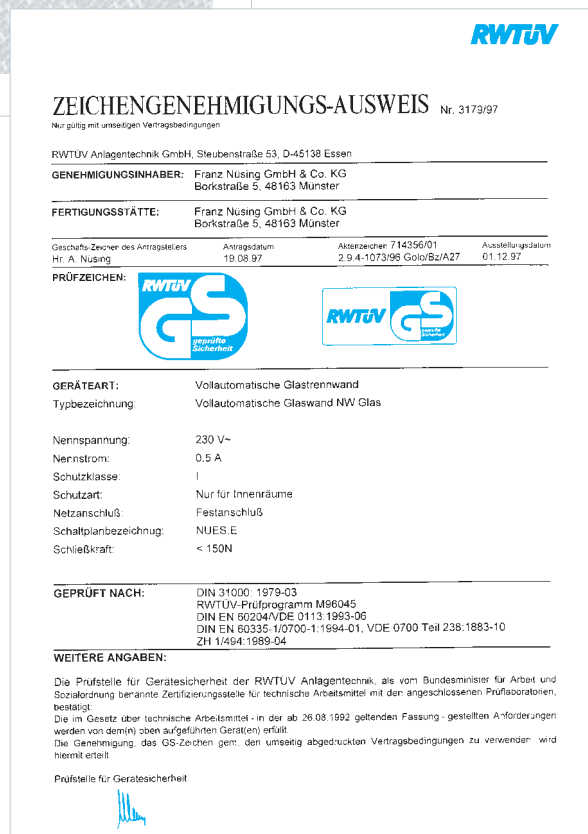 RWTÜV
ZEICHENGENEHMIGUNGS-AUSWEIS Nr. 3179/97
Nur gültig mit umseitigen Vertragsbedingungen
RWTÜV Anlagentechnik GmbH, Steubenstraße 53, D-45138 Essen
GENEHMIGUNGSINHABER: Franz Nüsing GmbH & Co. KG
Borkstraße 5, 48163 Münster
FERTIGUNGSSTÄTTE: Franz Nüsing GmbH & Co. KG
Borkstraße 5, 48163 Münster
Geschäfts-Zeichen des Antragstellers Antragsdatum Aktenzeichen 714356/01 Ausstellungsdatum
Hr. A. Nüsing 19.08.97 2.9.4-1073/96 Golo/Bz/A27 01.12.97
PRÜFZEICHEN:
RWTÜV
GS
geprüfte
Sicherheit
RWTÜV
GS
geprüfte
Sicherheit
GERÄTEART: Vollautomatische Glastrennwand
Typbezeichnung: Vollautomatische Glaswand NW Glas
Nennspannung: 230 V~
Nennstrom: 0.5 A
Schutzklasse: I
Schutzart: Nur für Innenräume
Netzanschluß: Festanschluß
Schaltplanbezeichnug: NUES.E
Schließkraft: < 150N
GEPRÜFT NACH: DIN 31000: 1979-03
RWTÜV-Prüfprogramm M96045
DIN EN 60204/VDE 0113:1993-06
DIN EN 60335-1/0700-1:1994-01, VDE 0700 Teil 238:1883-10
ZH 1/494:1989-04
WEITERE ANGABEN:
Die Prüfstelle für Gerätesicherheit der RWTÜV Anlagentechnik, als vom Bundesminister für Arbeit und
Sozialordnung benannte Zertifizierungsstelle für technische Arbeitsmittel mit den angeschlossenen Prüflaboratorien,
bestätigt:
Die im Gesetz über technische Arbeitsmittel - in der ab 26.08.1992 geltenden Fassung - gestellten Anforderungen
werden von dem(n) oben aufgeführten Gerät(en) erfüllt.
Die Genehmigung, das GS-Zeichen gem. den umseitig abgedruckten Vertragsbedingungen zu verwenden wird
hiermit erteilt
Prüfstelle für Gerätesicherheit